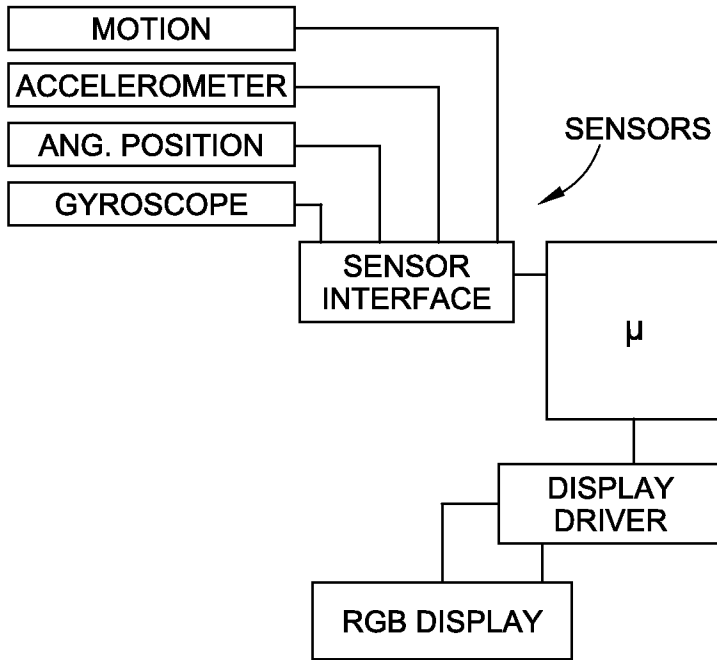 MOTION
ACCELEROMETER
ANG. POSITION
GYROSCOPE
SENSORS
SENSOR
INTERFACE
µ
DISPLAY
DRIVER
RGB DISPLAY